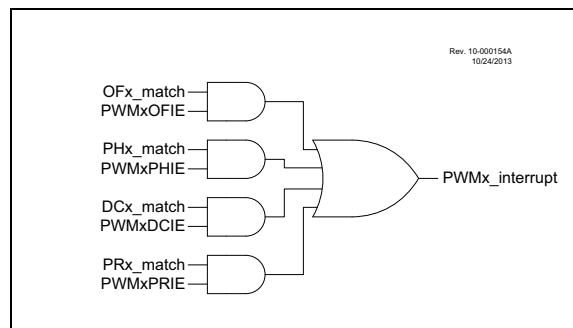 Rev. 10-000154A
10/24/2013
OFx_match
PWMxOFIE
PHx_match
PWMxPHIE
DCx_match
PWMxDCIE
PRx_match
PWMxPRIE
PWMx_interrupt